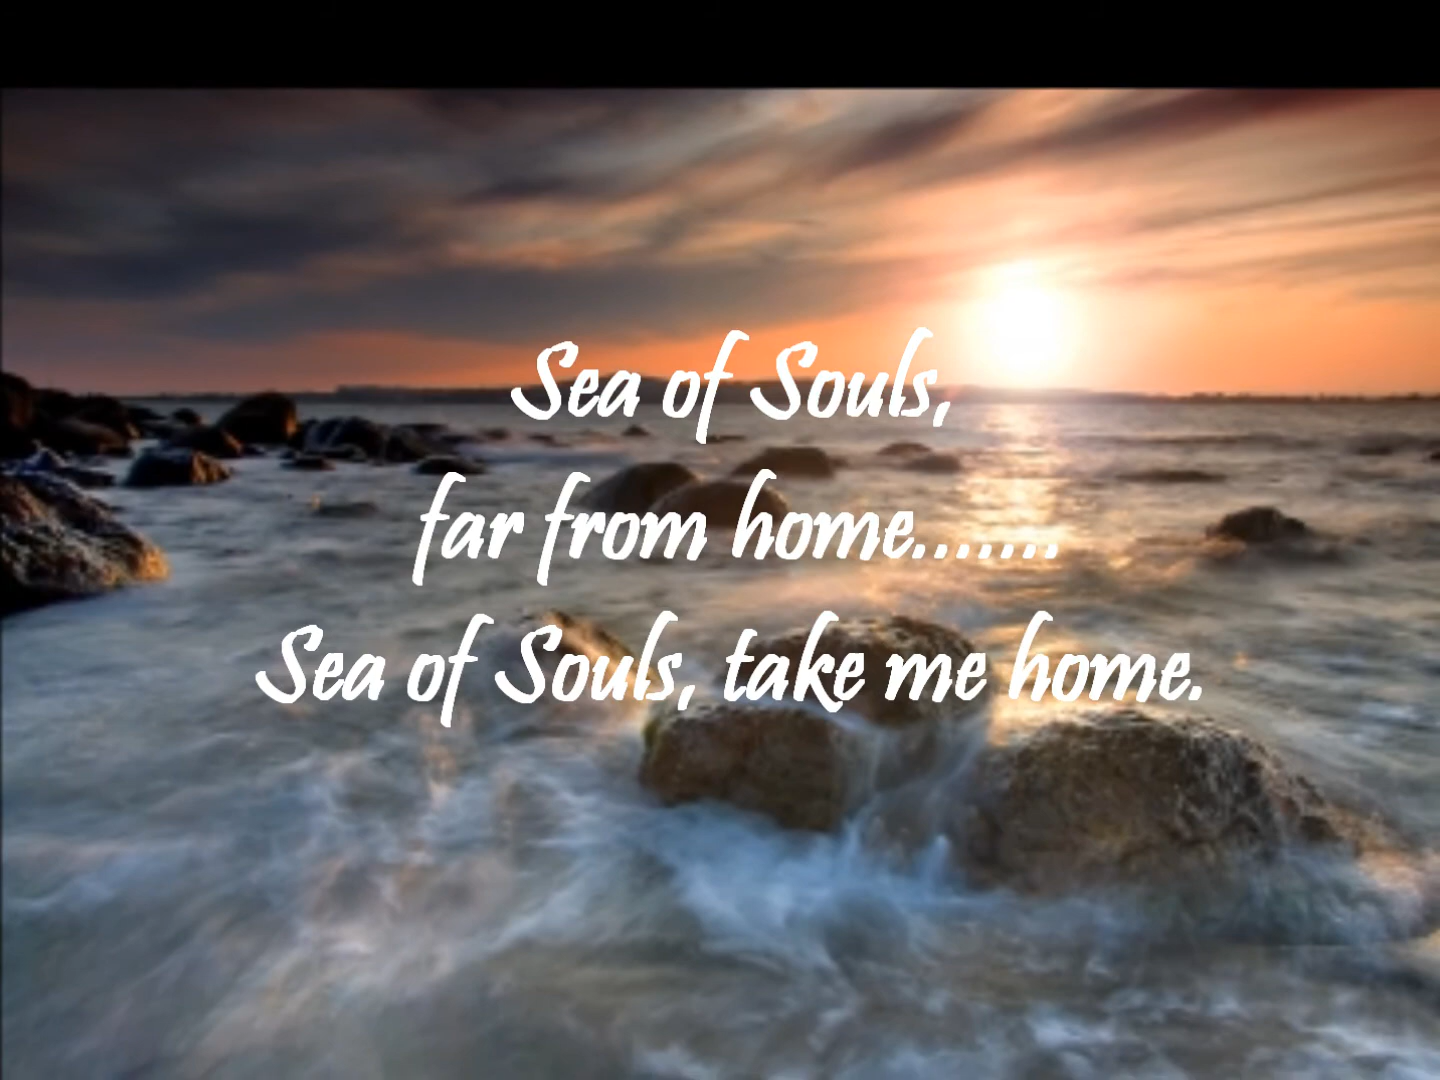 Sea of Souls,
far from home.......
Sea of Souls, take me home.